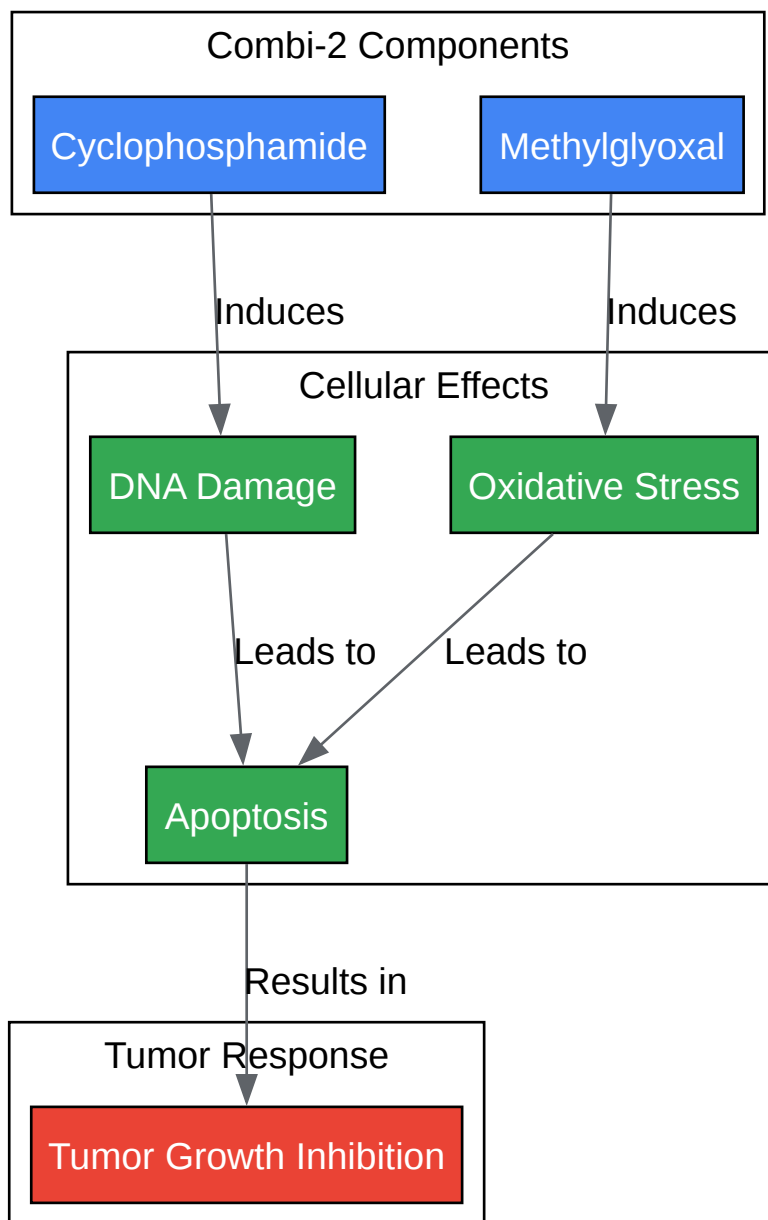 Combi-2 Components
Cyclophosphamide
Methylglyoxal
Induces
Induces
Cellular Effects
DNA Damage
Oxidative Stress
Leads to
Leads to
Apoptosis
Results in
Tumor Response
Tumor Growth Inhibition